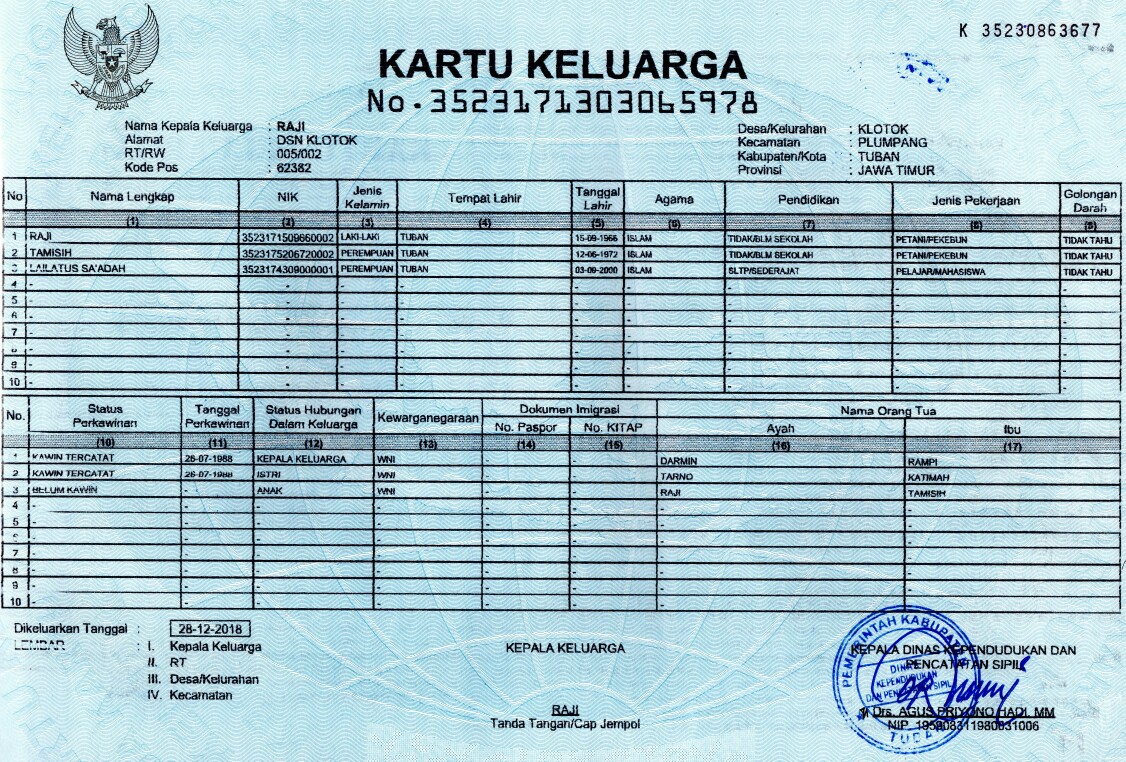 K 35230863677
KARTU KELUARGA
No.3523171303065978
Nama Kepala Keluarga : RAJI
Alamat : DSN KLOTOK
RT/RW : 005/002
Kode Pos : 62382
Desa/Kelurahan : KLOTOK
Kecamatan : PLUMPANG
Kabupaten/Kota : TUBAN
Provinsi : JAWA TIMUR
No Nama Lengkap NIK Jenis Kelamin Tempat Lahir Tanggal Lahir Agama Pendidikan Jenis Pekerjaan Golongan Darah
(1) (2) (3) (4) (5) (6) (7) (8) (9)
1 RAJI 3523171509660002 LAKI-LAKI TUBAN 15-09-1966 ISLAM TIDAK/BLM SEKOLAH PETANI/PEKEBUN TIDAK TAHU
2 TAMISIH 3523175206720002 PEREMPUAN TUBAN 12-06-1972 ISLAM TIDAK/BLM SEKOLAH PETANI/PEKEBUN TIDAK TAHU
3 LAILATUS SA'ADAH 3523174309000001 PEREMPUAN TUBAN 03-09-2000 ISLAM SLTP/SEDERAJAT PELAJAR/MAHASISWA TIDAK TAHU
4 - - - - - - - - -
5 - - - - - - - - -
6 - - - - - - - - -
7 - - - - - - - - -
8 - - - - - - - - -
9 - - - - - - - - -
10 - - - - - - - - -
No. Status Perkawinan Tanggal Perkawinan Status Hubungan Dalam Keluarga Kewarganegaraan Dokumen Imigrasi Nama Orang Tua
No. Paspor No. KITAP Ayah Ibu
(10) (11) (12) (13) (14) (15) (16) (17)
1 KAWIN TERCATAT 26-07-1988 KEPALA KELUARGA WNI - - DARMIN RAMPI
2 KAWIN TERCATAT 26-07-1988 ISTRI WNI - - TARNO KATIMAH
3 BELUM KAWIN - ANAK WNI - - RAJI TAMISIH
4 - - - - - - - -
5 - - - - - - - -
6 - - - - - - - -
7 - - - - - - - -
8 - - - - - - - -
9 - - - - - - - -
10 - - - - - - - -
Dikeluarkan Tanggal : 28-12-2018
LEMBAR : I. Kepala Keluarga
II. RT
III. Desa/Kelurahan
IV. Kecamatan
KEPALA KELUARGA
RAJI
Tanda Tangan/Cap Jempol
KEPALA DINAS KEPENDUDUKAN DAN
PENCATATAN SIPIL
Drs. AGUS PRIYONO HADI, MM
NIP.
PEMERINTAH KABUPATEN
DINAS
KEPENDUDUKAN
DAN PENCATATAN SIPIL
TUBAN